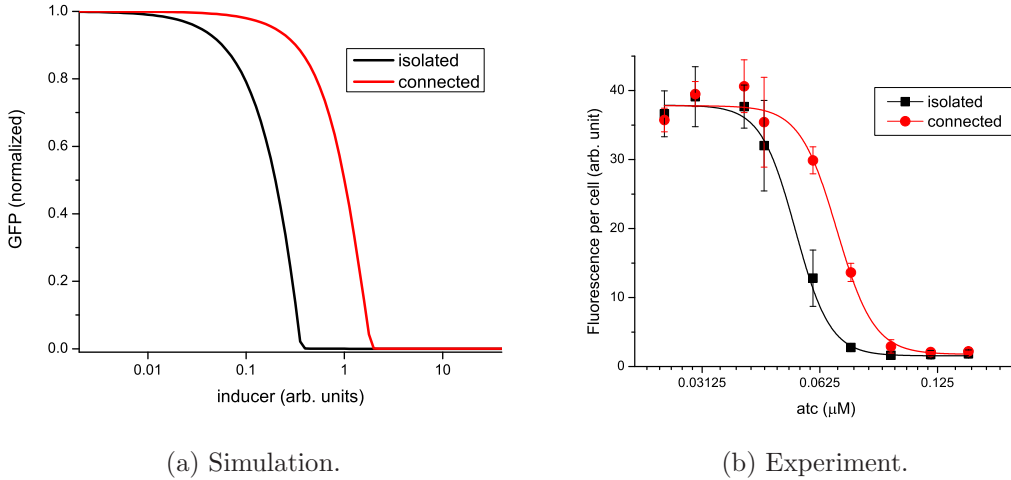 1.0
0.8
0.6
0.4
0.2
0.0
GFP (normalized)
isolated
connected
0.01
0.1
1
10
inducer (arb. units)
(a) Simulation.
40
30
20
10
0
Fluorescence per cell (arb. unit)
isolated
connected
0.03125
0.0625
0.125
atc (μM)
(b) Experiment.